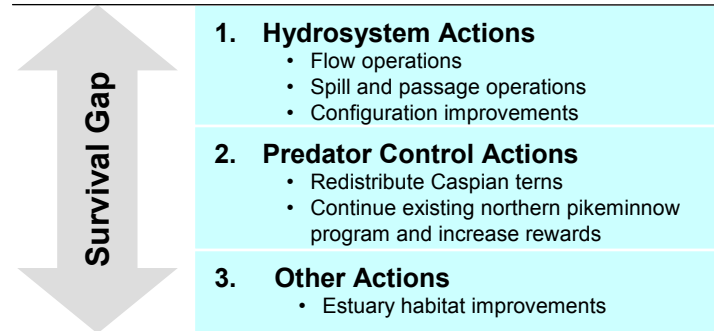 Survival Gap
1. Hydrosystem Actions
• Flow operations
• Spill and passage operations
• Configuration improvements
2. Predator Control Actions
• Redistribute Caspian terns
• Continue existing northern pikeminnow
program and increase rewards
3. Other Actions
• Estuary habitat improvements